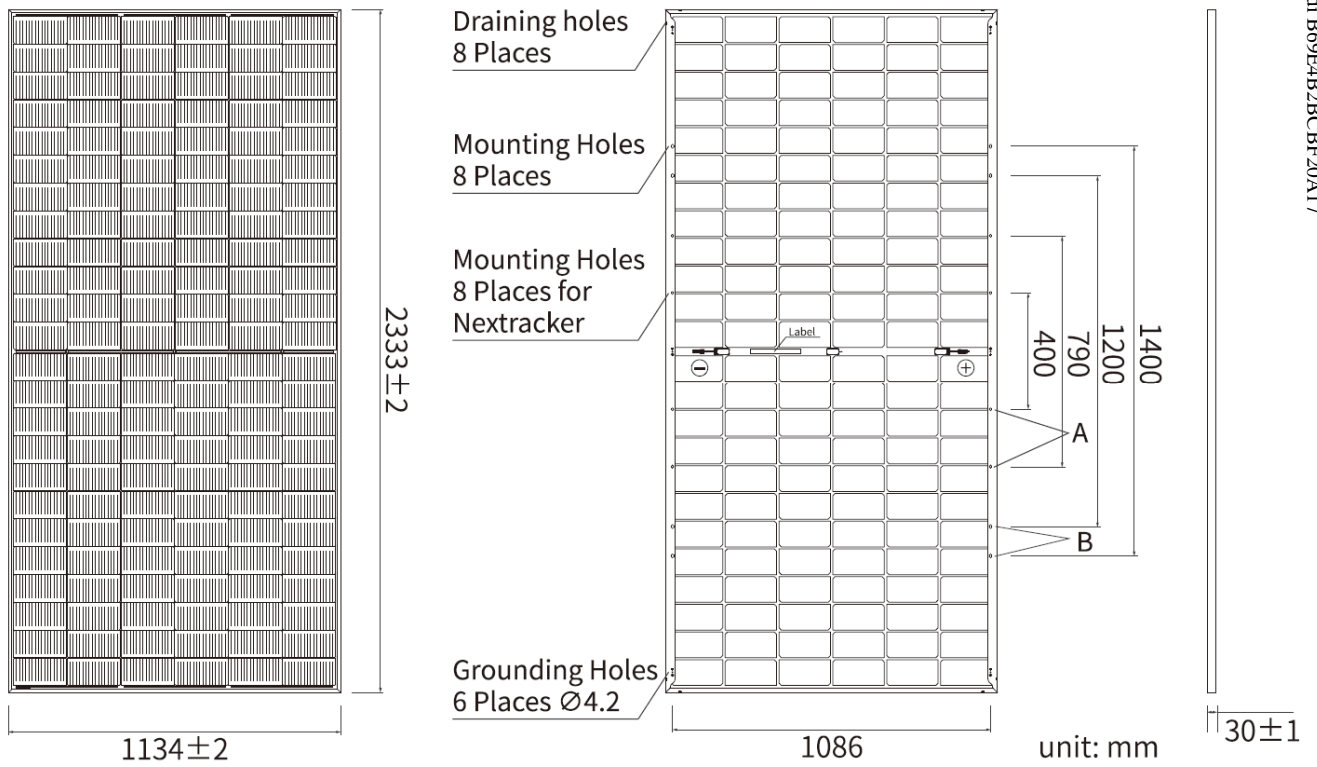 Draining holes
8 Places
Mounting Holes
8 Places
Mounting Holes
8 Places for
Nextracker
Grounding Holes
6 Places Ø4.2
2333±2
1134±2
Label
−
+
400
790
1200
1400
A
B
1086
unit: mm
30±1